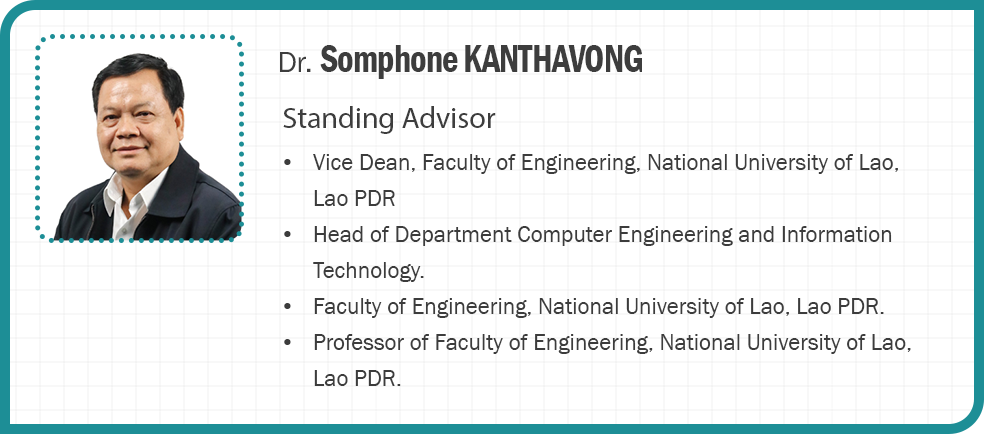 Dr. Somphone KANTHAVONG
Standing Advisor
• Vice Dean, Faculty of Engineering, National University of Lao,
Lao PDR
• Head of Department Computer Engineering and Information
Technology.
• Faculty of Engineering, National University of Lao, Lao PDR.
• Professor of Faculty of Engineering, National University of Lao,
Lao PDR.